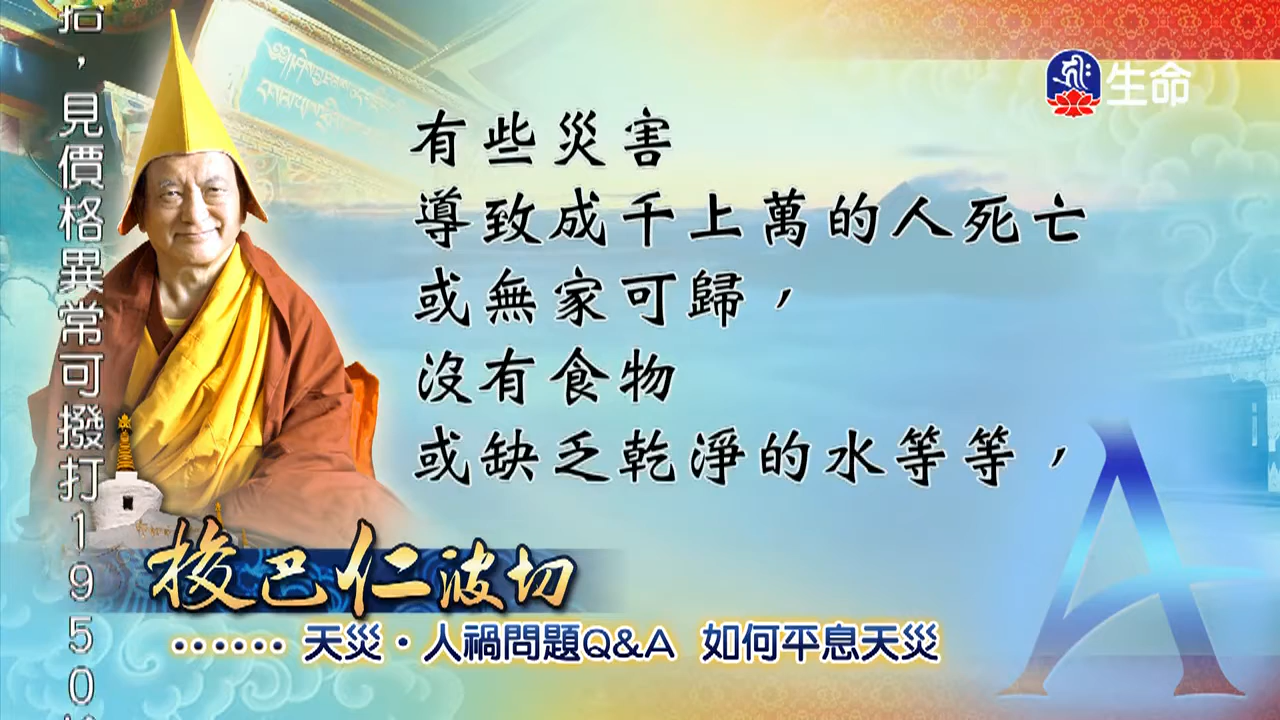 生命
有些災害
導致成千上萬的人死亡
或無家可歸，
沒有食物
或缺乏乾淨的水等等，
A
梭巴仁波切
……天災·人禍問題Q&A 如何平息天災
，見價格異常可撥打1950